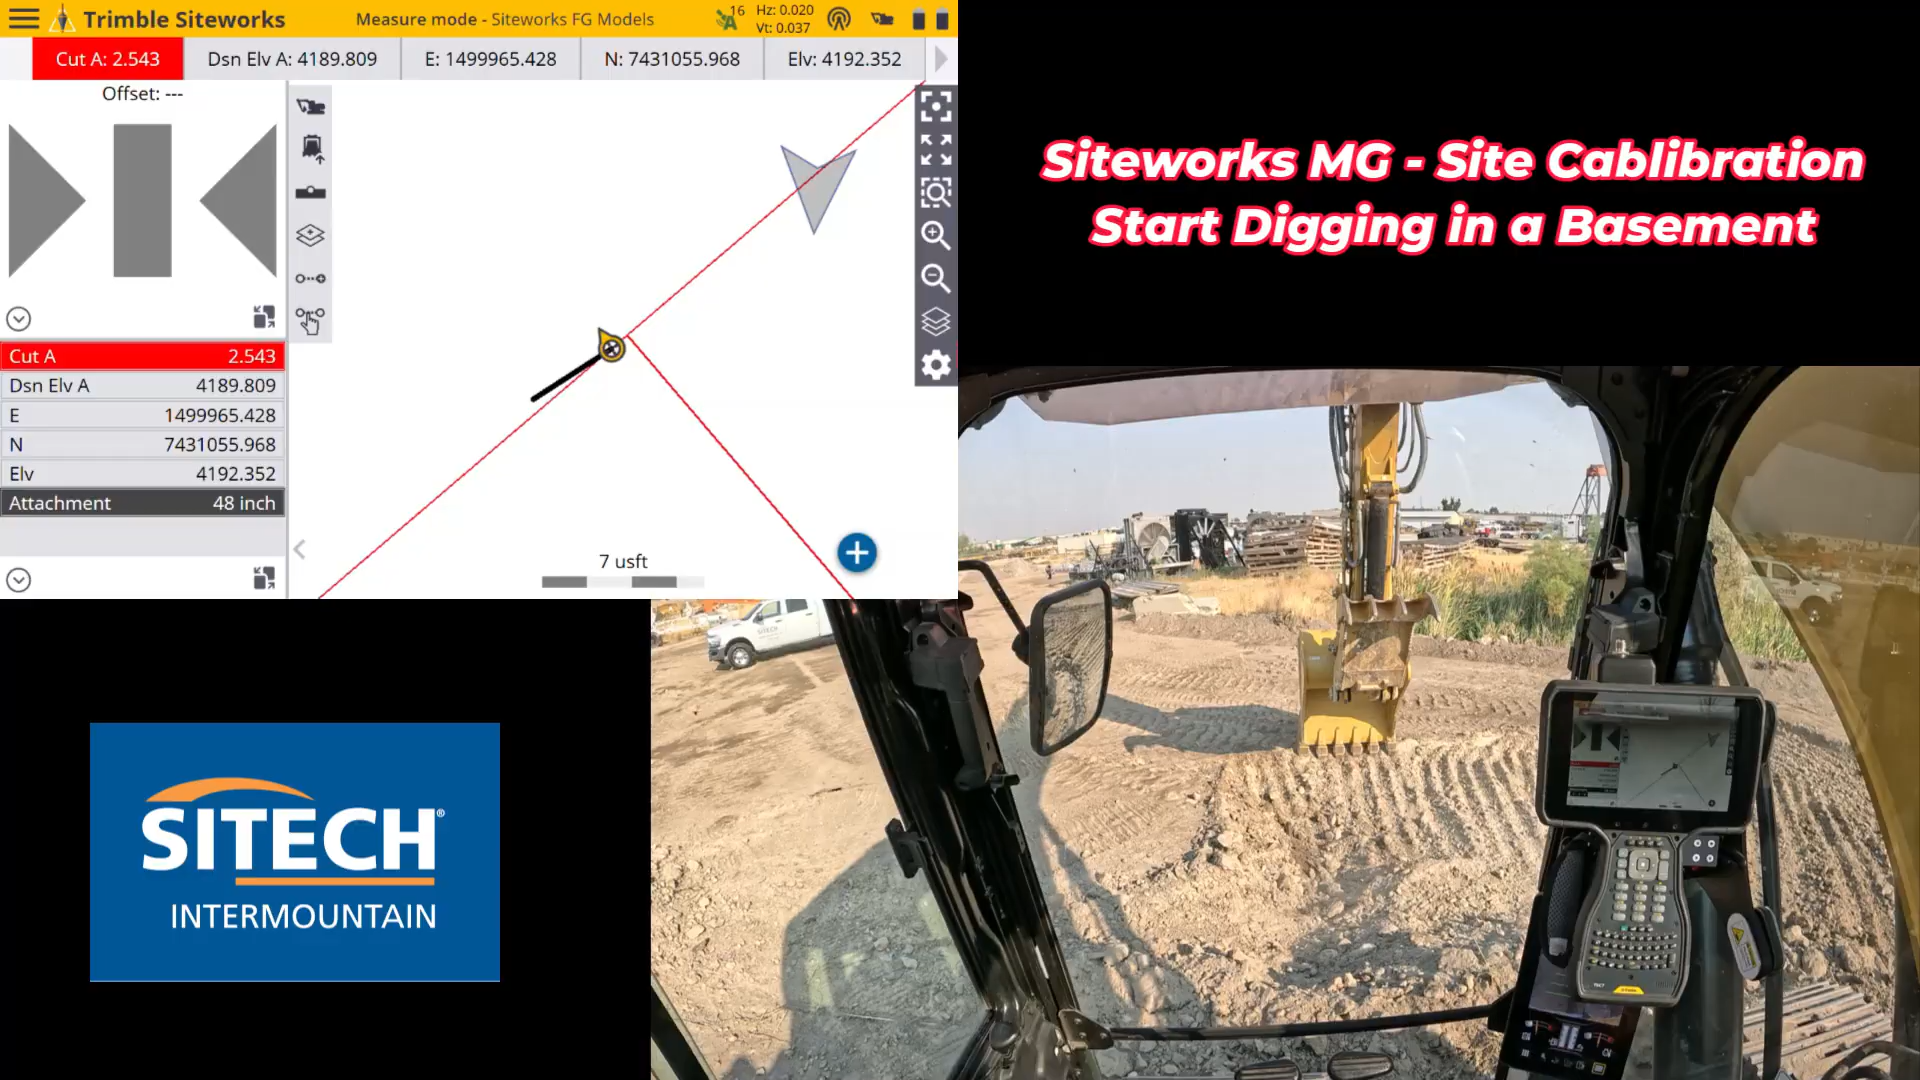 Trimble Siteworks
Measure mode - Siteworks FG Models
16
Hz: 0.020
Vt: 0.037
Cut A: 2.543
Dsn Elv A: 4189.809
E: 1499965.428
N: 7431055.968
Elv: 4192.352
Offset: ---
Cut A 2.543
Dsn Elv A 4189.809
E 1499965.428
N 7431055.968
Elv 4192.352
Attachment 48 inch
7 usft
Siteworks MG - Site Cablibration
Start Digging in a Basement
SITECH
SITECH®
INTERMOUNTAIN